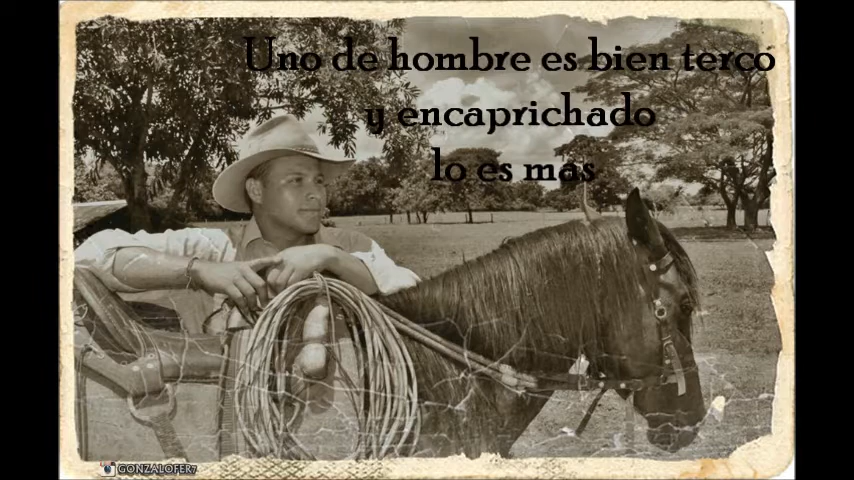 Uno de hombre es bien terco
y encaprichado
lo es mas
GONZALOFER7